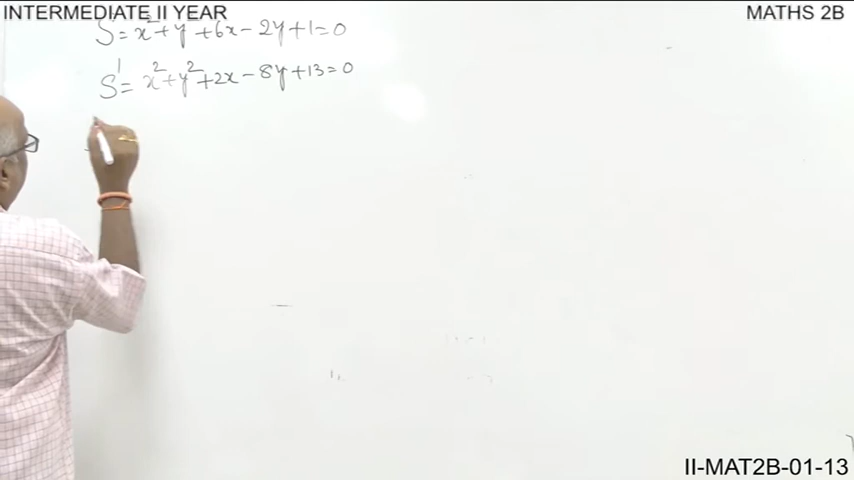 INTERMEDIATE II YEAR
MATHS 2B
S = x² + y² + 6x - 2y + 1 = 0
S¹ = x² + y² + 2x - 8y + 13 = 0
II-MAT2B-01-13